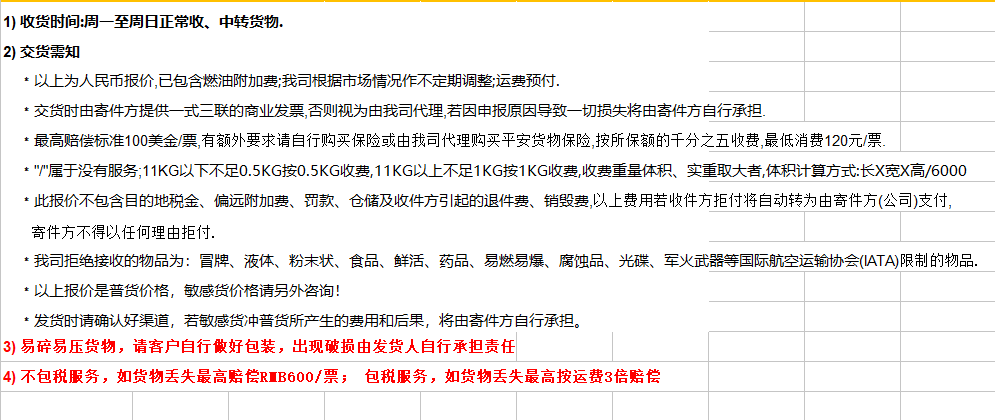 1) 收货时间:周一至周日正常收、中转货物.
2) 交货需知
* 以上为人民币报价,已包含燃油附加费;我司根据市场情况作不定期调整;运费预付.
* 交货时由寄件方提供一式三联的商业发票,否则视为由我司代理,若因申报原因导致一切损失将由寄件方自行承担.
* 最高赔偿标准100美金/票,有额外要求请自行购买保险或由我司代理购买平安货物保险,按所保额的千分之五收费,最低消费120元/票.
* "/"属于没有服务;11KG以下不足0.5KG按0.5KG收费,11KG以上不足1KG按1KG收费,收费重量体积、实重取大者,体积计算方式:长X宽X高/6000
* 此报价不包含目的地税金、偏远附加费、罚款、仓储及收件方引起的退件费、销毁费,以上费用若收件方拒付将自动转为由寄件方(公司)支付,
寄件方不得以任何理由拒付.
* 我司拒绝接收的物品为：冒牌、液体、粉末状、食品、鲜活、药品、易燃易爆、腐蚀品、光碟、军火武器等国际航空运输协会(IATA)限制的物品.
* 以上报价是普货价格，敏感货价格请另外咨询！
* 发货时请确认好渠道，若敏感货冲普货所产生的费用和后果，将由寄件方自行承担。
3) 易碎易压货物，请客户自行做好包装，出现破损由发货人自行承担责任
4) 不包税服务，如货物丢失最高赔偿RMB600/票； 包税服务，如货物丢失最高按运费3倍赔偿